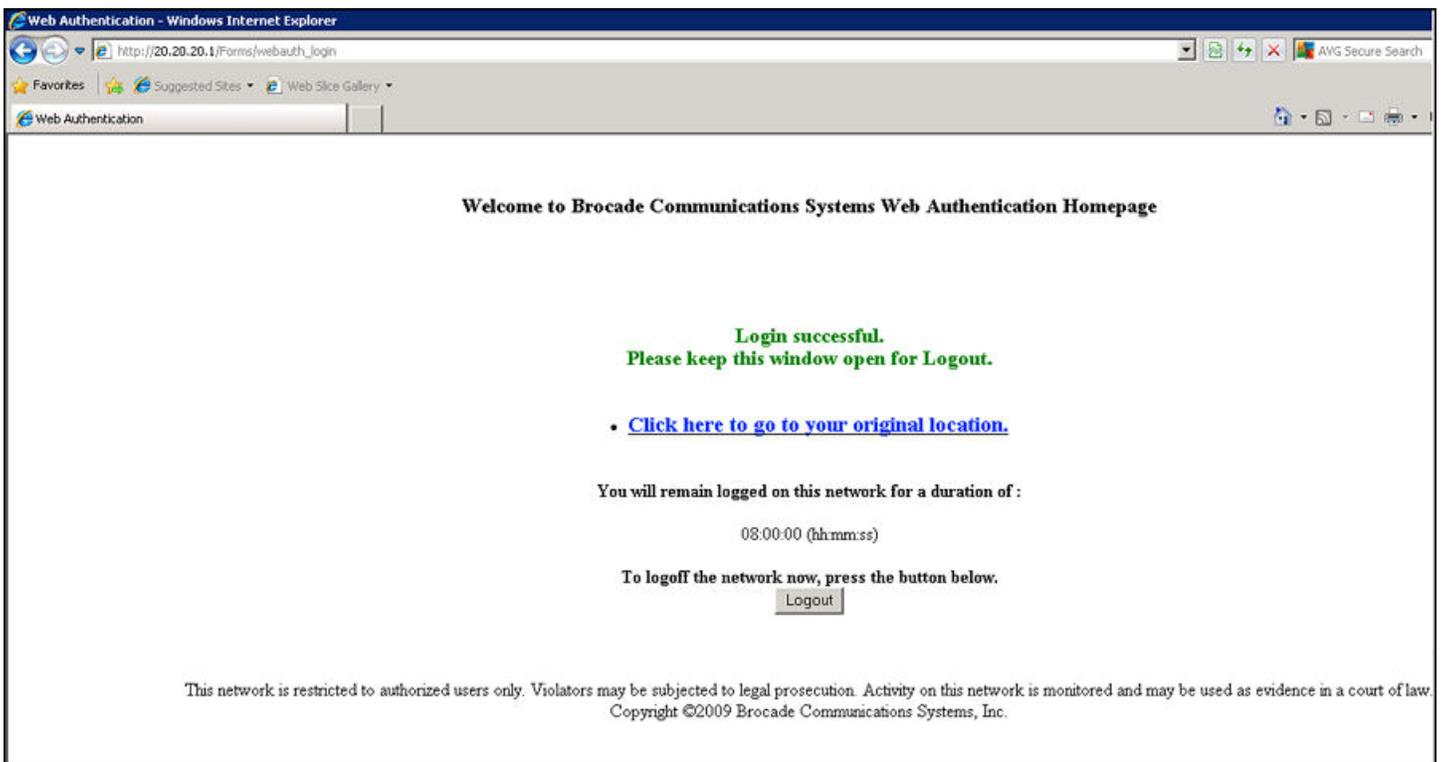 Web Authentication - Windows Internet Explorer
http://20.20.20.1/Forms/webauth_login
AVG Secure Search
Favorites
Suggested Sites
Web Slice Gallery
Web Authentication
Welcome to Brocade Communications Systems Web Authentication Homepage
Login successful.
Please keep this window open for Logout.
• Click here to go to your original location.
You will remain logged on this network for a duration of :
08:00:00 (hh:mm:ss)
To logoff the network now, press the button below.
Logout
This network is restricted to authorized users only. Violators may be subjected to legal prosecution. Activity on this network is monitored and may be used as evidence in a court of law.
Copyright ©2009 Brocade Communications Systems, Inc.